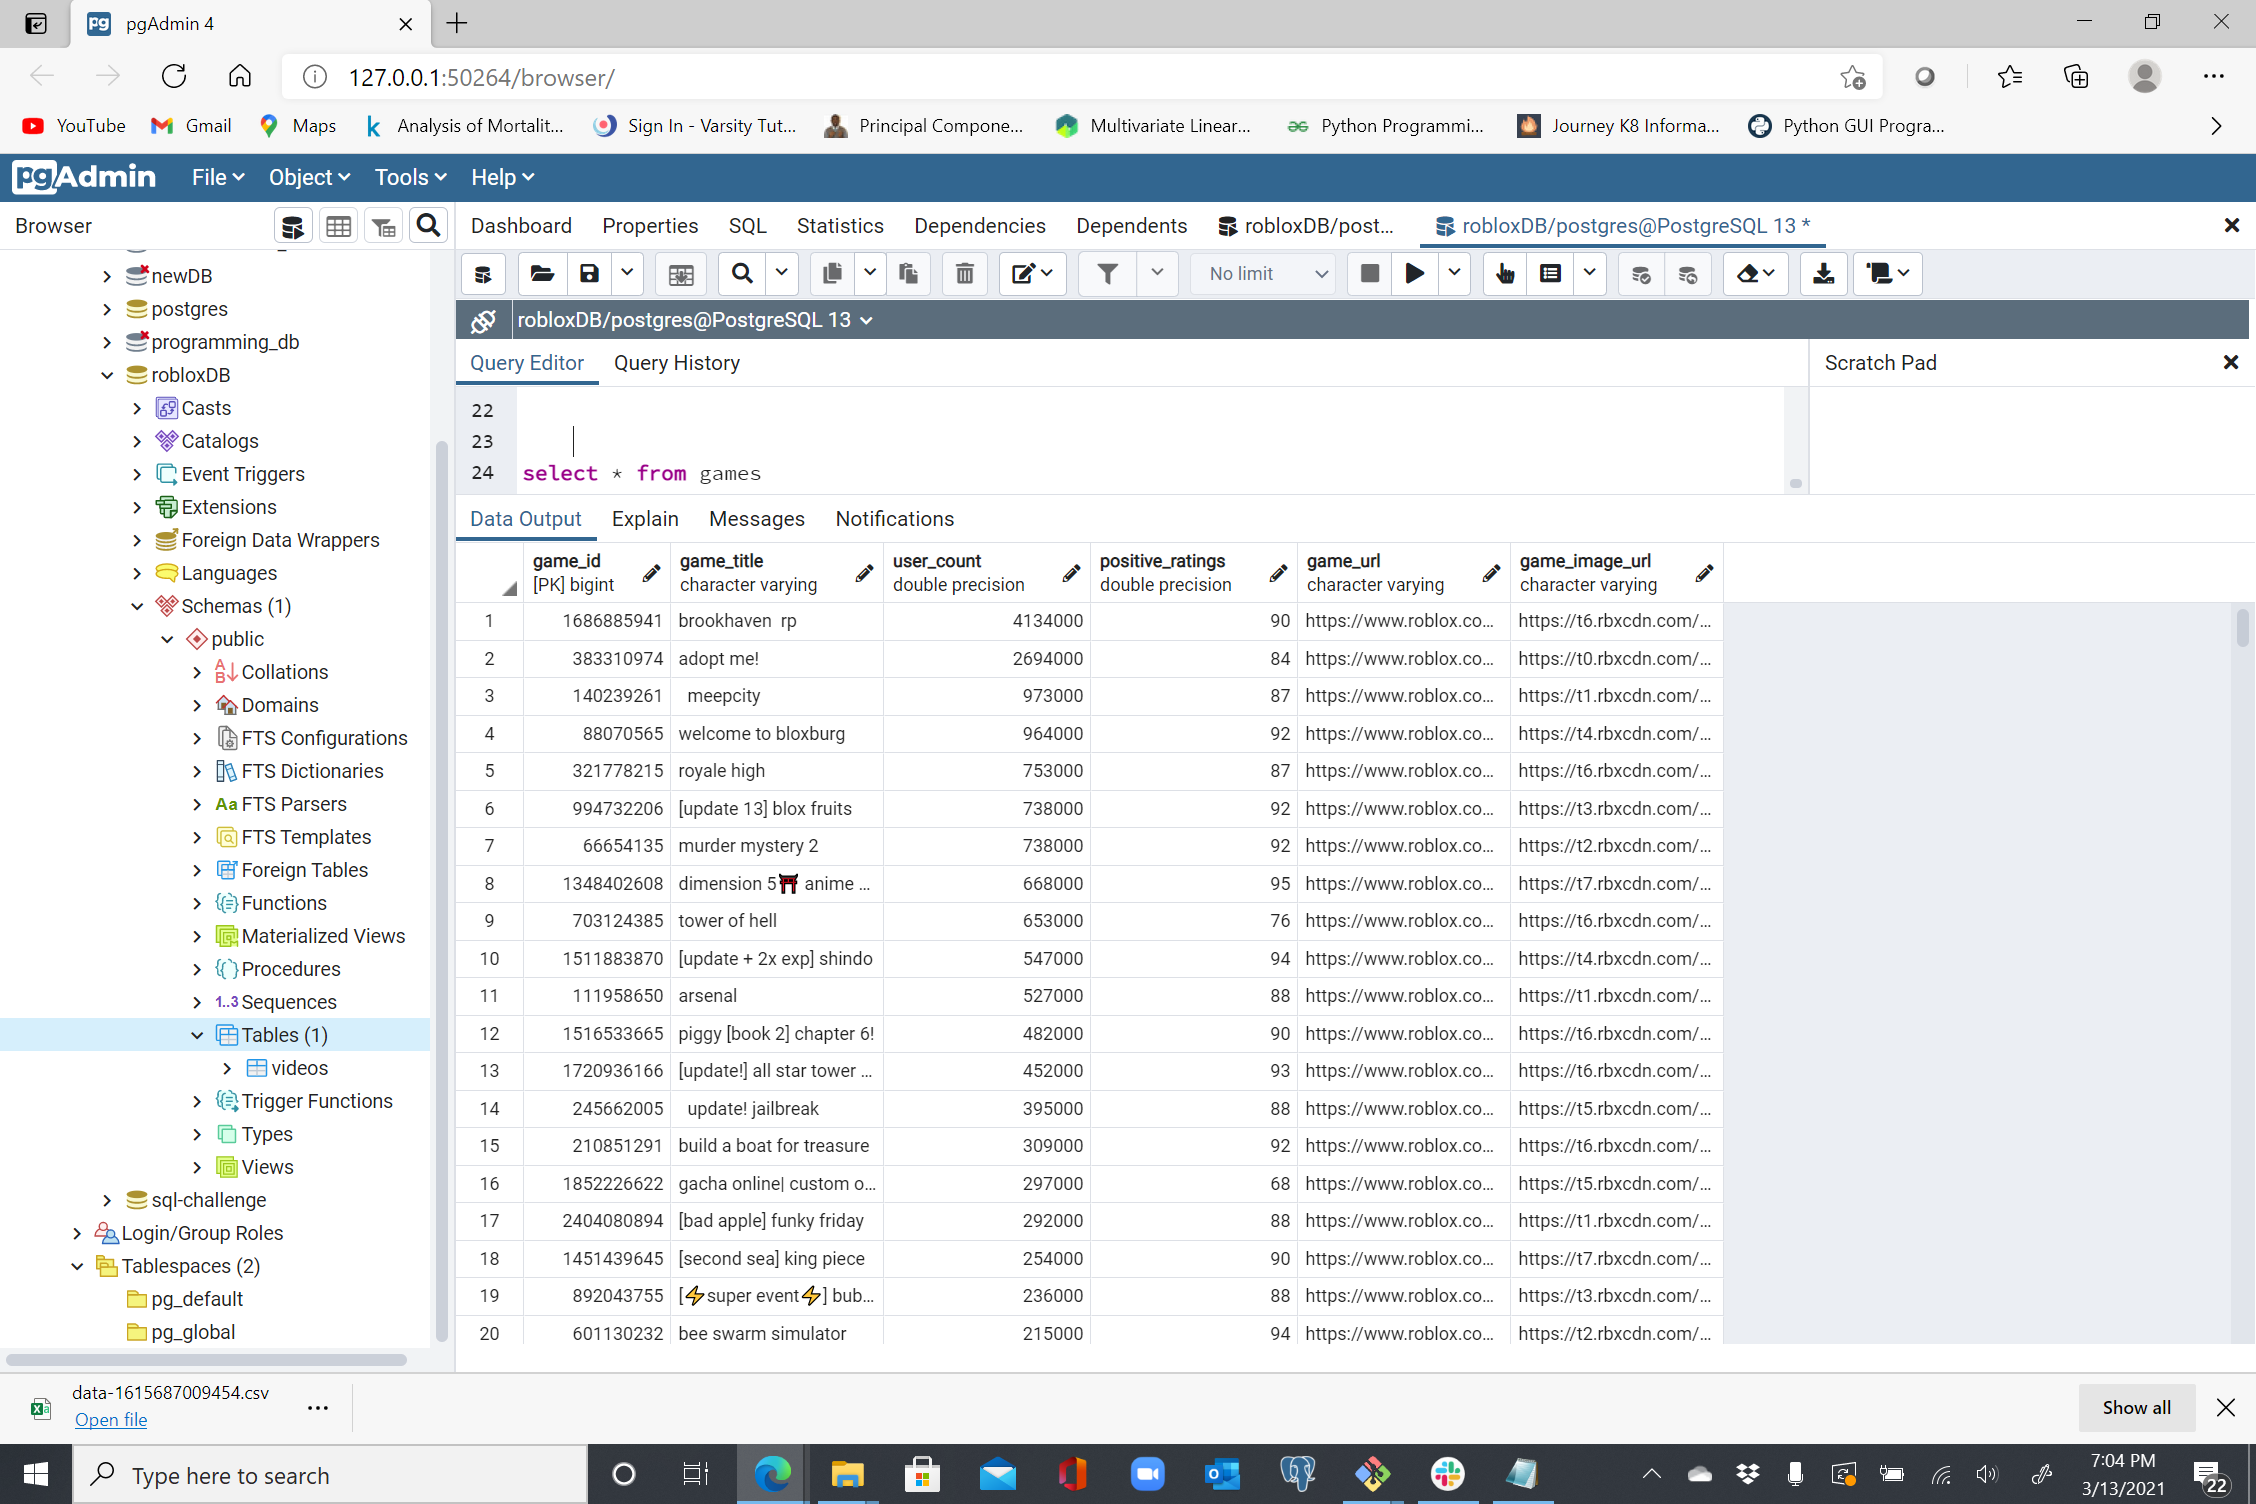 pgAdmin 4
127.0.0.1:50264/browser/
YouTube Gmail Maps Analysis of Mortalit... Sign In - Varsity Tut... Principal Compone... Multivariate Linear... Python Programmi... Journey K8 Informa... Python GUI Progra...
pgAdmin File Object Tools Help
Browser
newDB
postgres
programming_db
robloxDB
Casts
Catalogs
Event Triggers
Extensions
Foreign Data Wrappers
Languages
Schemas (1)
public
Collations
Domains
FTS Configurations
FTS Dictionaries
Aa FTS Parsers
FTS Templates
Foreign Tables
Functions
Materialized Views
Procedures
1..3 Sequences
Tables (1)
videos
Trigger Functions
Types
Views
sql-challenge
Login/Group Roles
Tablespaces (2)
pg_default
pg_global
Dashboard Properties SQL Statistics Dependencies Dependents robloxDB/post... robloxDB/postgres@PostgreSQL 13 *
No limit
robloxDB/postgres@PostgreSQL 13
Query Editor Query History
Scratch Pad
22
23
24 select * from games
Data Output Explain Messages Notifications
game_id game_title user_count positive_ratings game_url game_image_url
[PK] bigint character varying double precision double precision character varying character varying
1 1686885941 brookhaven rp 4134000 90 https://www.roblox.co... https://t6.rbxcdn.com/...
2 383310974 adopt me! 2694000 84 https://www.roblox.co... https://t0.rbxcdn.com/...
3 140239261 meepcity 973000 87 https://www.roblox.co... https://t1.rbxcdn.com/...
4 88070565 welcome to bloxburg 964000 92 https://www.roblox.co... https://t4.rbxcdn.com/...
5 321778215 royale high 753000 87 https://www.roblox.co... https://t6.rbxcdn.com/...
6 994732206 [update 13] blox fruits 738000 92 https://www.roblox.co... https://t3.rbxcdn.com/...
7 66654135 murder mystery 2 738000 92 https://www.roblox.co... https://t2.rbxcdn.com/...
8 1348402608 dimension 5⛩️ anime ... 668000 95 https://www.roblox.co... https://t7.rbxcdn.com/...
9 703124385 tower of hell 653000 76 https://www.roblox.co... https://t6.rbxcdn.com/...
10 1511883870 [update + 2x exp] shindo 547000 94 https://www.roblox.co... https://t4.rbxcdn.com/...
11 111958650 arsenal 527000 88 https://www.roblox.co... https://t1.rbxcdn.com/...
12 1516533665 piggy [book 2] chapter 6! 482000 90 https://www.roblox.co... https://t6.rbxcdn.com/...
13 1720936166 [update!] all star tower ... 452000 93 https://www.roblox.co... https://t6.rbxcdn.com/...
14 245662005 update! jailbreak 395000 88 https://www.roblox.co... https://t5.rbxcdn.com/...
15 210851291 build a boat for treasure 309000 92 https://www.roblox.co... https://t6.rbxcdn.com/...
16 1852226622 gacha online| custom o... 297000 68 https://www.roblox.co... https://t5.rbxcdn.com/...
17 2404080894 [bad apple] funky friday 292000 88 https://www.roblox.co... https://t1.rbxcdn.com/...
18 1451439645 [second sea] king piece 254000 90 https://www.roblox.co... https://t7.rbxcdn.com/...
19 892043755 [⚡super event⚡] bub... 236000 88 https://www.roblox.co... https://t3.rbxcdn.com/...
20 601130232 bee swarm simulator 215000 94 https://www.roblox.co... https://t2.rbxcdn.com/...
data-1615687009454.csv
Open file
Show all
Type here to search
7:04 PM
3/13/2021
22